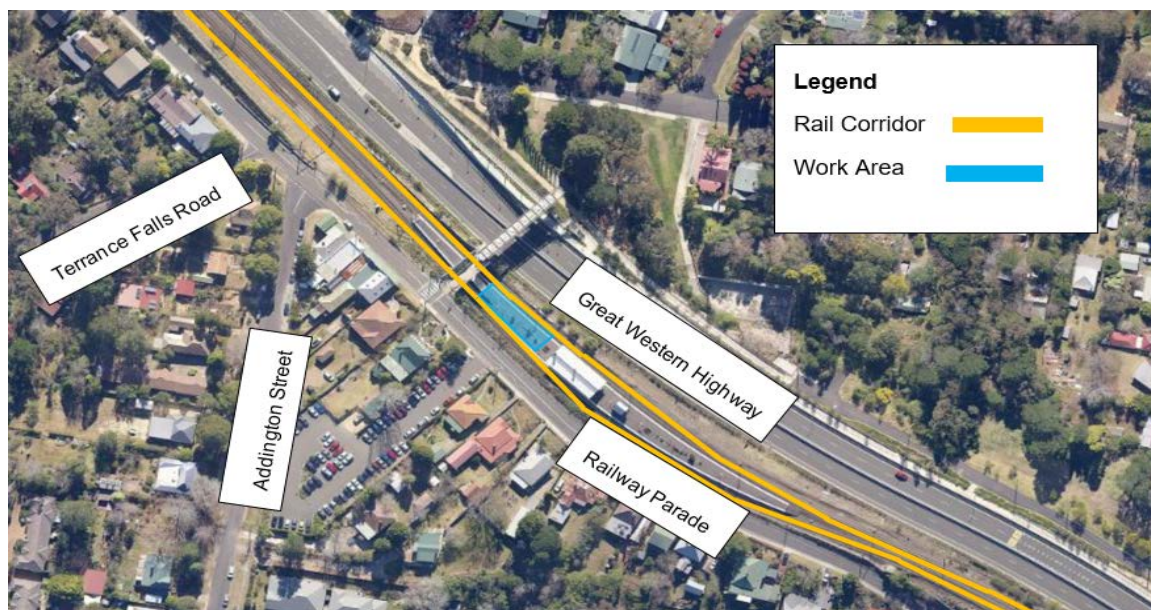 Legend
Rail Corridor
Work Area
Terrance Falls Road
Great Western Highway
Addington Street
Railway Parade